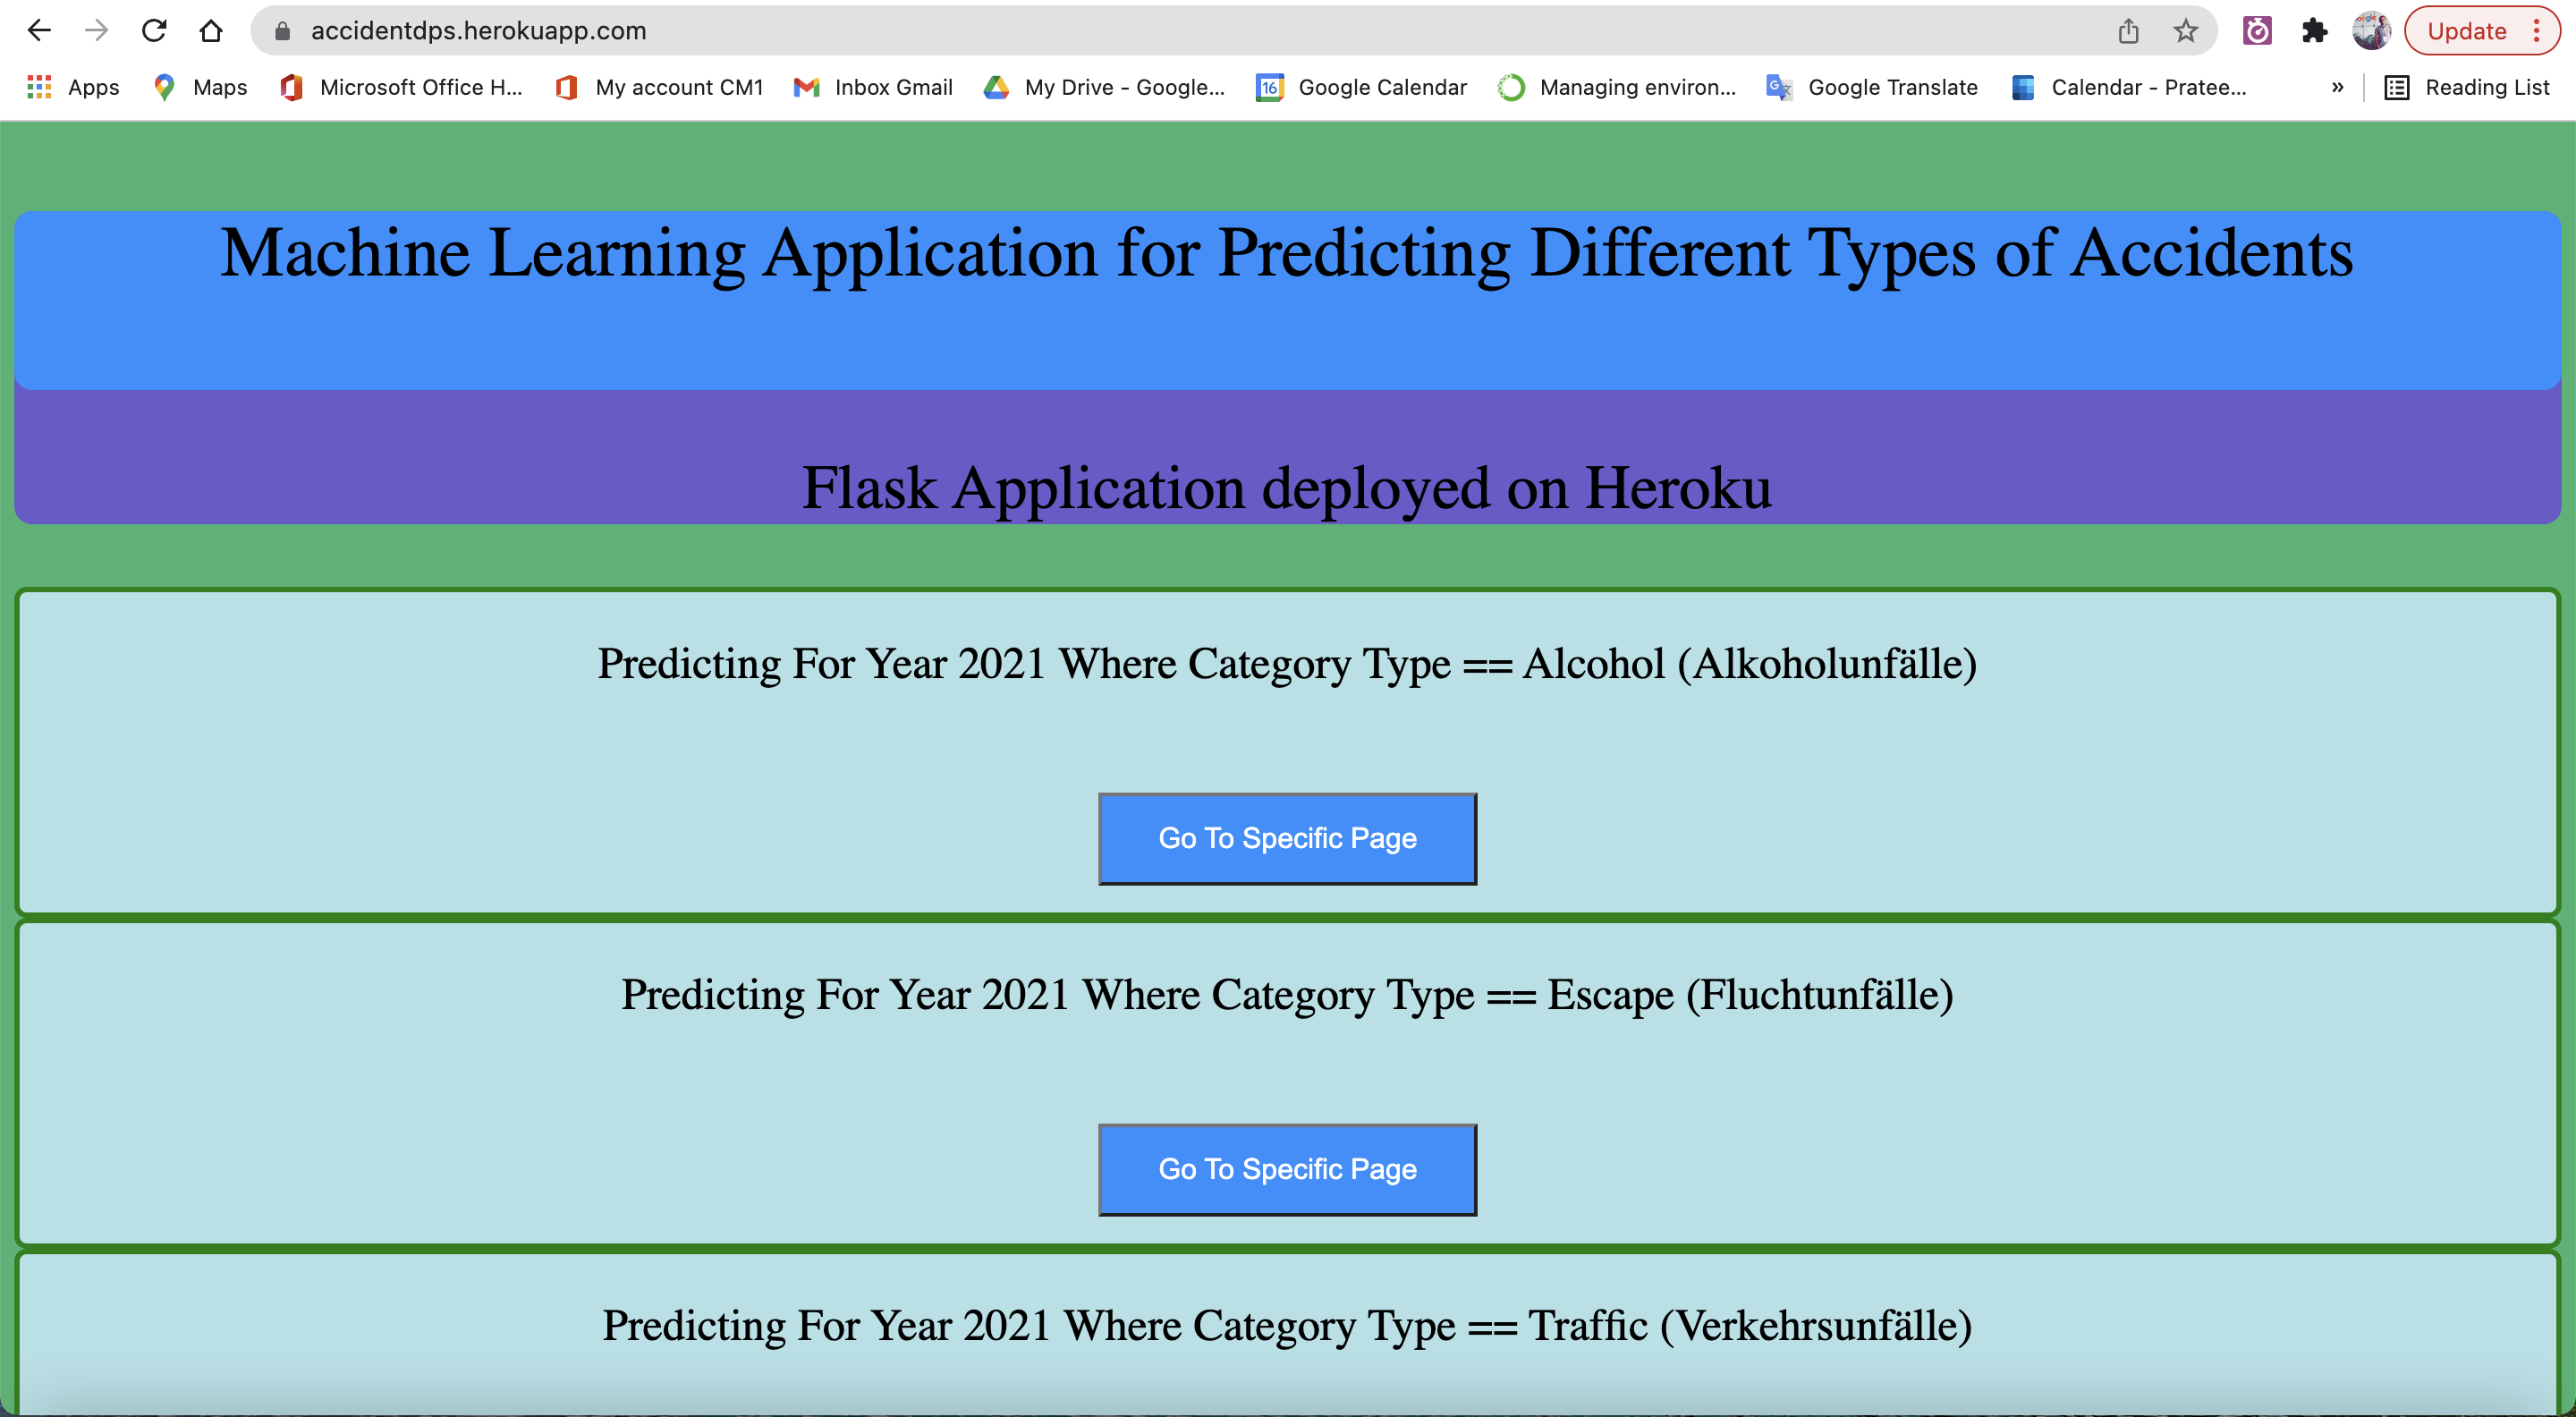 accidentdps.herokuapp.com
Update
Apps
Maps
Microsoft Office H...
My account CM1
Inbox Gmail
My Drive - Google...
16
Google Calendar
Managing environ...
Google Translate
Calendar - Pratee...
»
Reading List
Machine Learning Application for Predicting Different Types of Accidents
Flask Application deployed on Heroku
Predicting For Year 2021 Where Category Type == Alcohol (Alkoholunfälle)
Go To Specific Page
Predicting For Year 2021 Where Category Type == Escape (Fluchtunfälle)
Go To Specific Page
Predicting For Year 2021 Where Category Type == Traffic (Verkehrsunfälle)